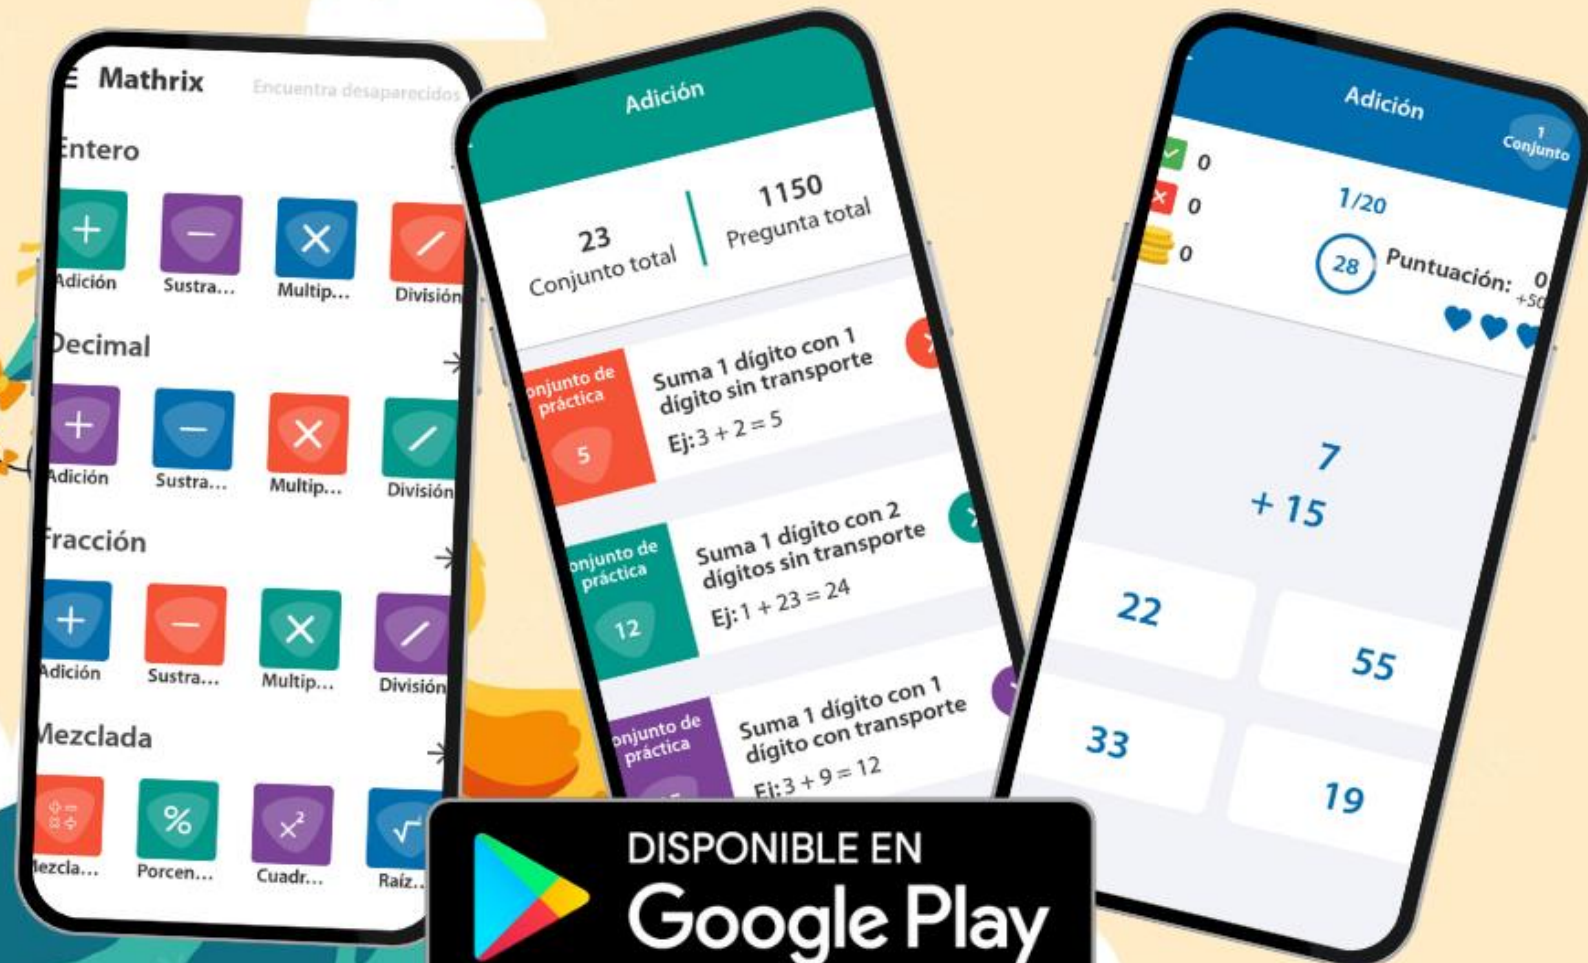 Mathrix
Encuentra desaparecidos
Entero
Adición
Sustra...
Multip...
División
Decimal
Adición
Sustra...
Multip...
División
Fracción
Adición
Sustra...
Multip...
División
Mezclada
Mezcla...
Porcen...
Cuadr...
Raíz...
Adición
23
Conjunto total
1150
Pregunta total
onjunto de
práctica
5
Suma 1 dígito con 1
dígito sin transporte
Ej: 3 + 2 = 5
onjunto de
práctica
12
Suma 1 dígito con 2
dígitos sin transporte
Ej: 1 + 23 = 24
onjunto de
práctica
Suma 1 dígito con 1
dígito con transporte
Ej: 3 + 9 = 12
Adición
1
Conjunto
0
0
0
1/20
28
Puntuación: 0
+50
7
+ 15
22
55
33
19
DISPONIBLE EN
Google Play